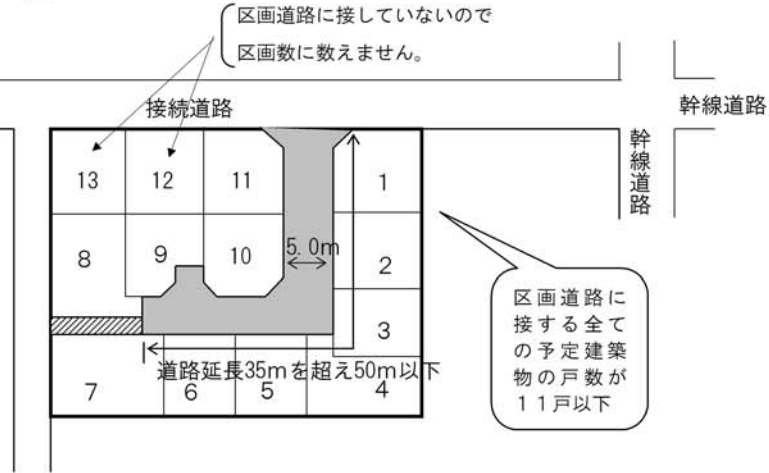 区画道路に接していないので
区画数に数えません。
接続道路
幹線道路
幹線道路
13
12
11
1
8
9
10
5.0m
2
3
区画道路に
接する全て
の予定建築
物の戸数が
11戸以下
道路延長35mを超え50m以下
7
6
5
4